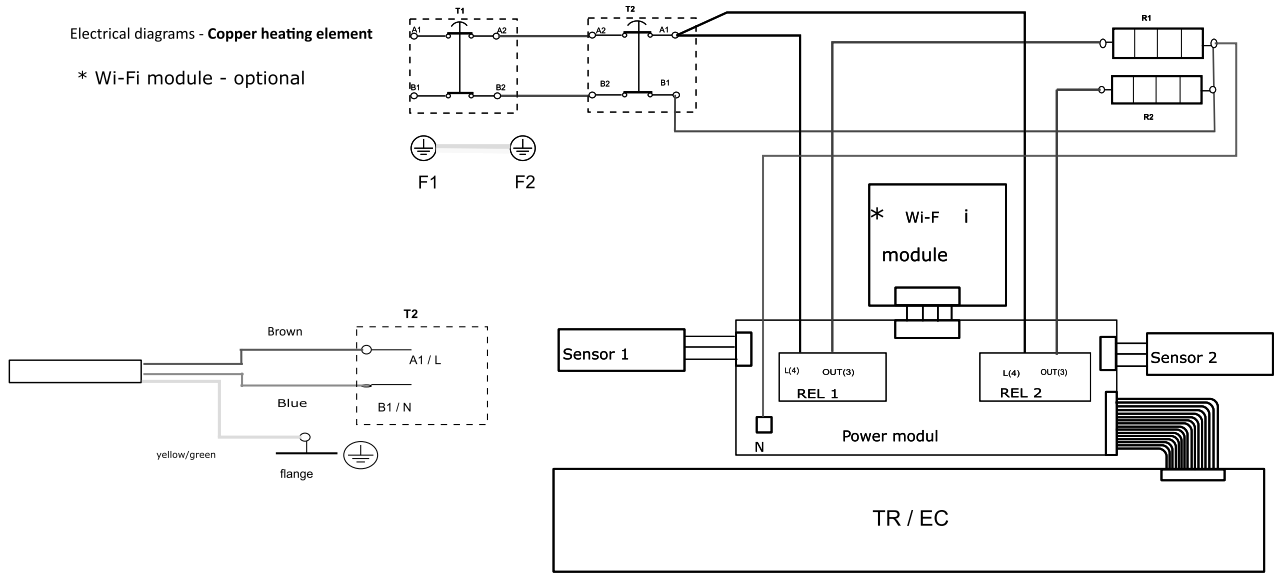 Electrical diagrams - Copper heating element
* Wi-Fi module - optional
T1
T2
A1
A2
A2
A1
B1
B2
B2
B1
F1
F2
R1
R2
* Wi-F i
module
Sensor 1
Sensor 2
L(4) OUT(3)
REL 1
L(4) OUT(3)
REL 2
N
Power modul
TR / EC
T2
Brown
A1 / L
Blue
B1 / N
yellow/green
flange